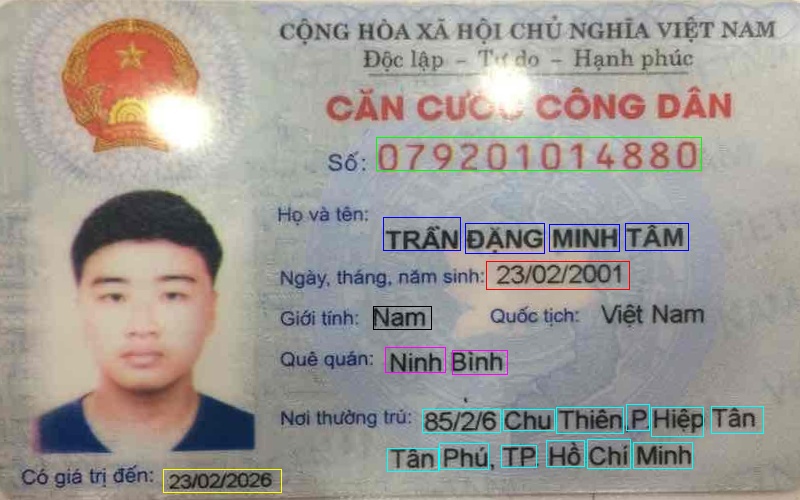 CỘNG HÒA XÃ HỘI CHỦ NGHĨA VIỆT NAM
Độc lập - Tự do - Hạnh phúc
CĂN CƯỚC CÔNG DÂN
Số: 079201014880
Họ và tên:
TRẦN ĐẶNG MINH TÂM
Ngày, tháng, năm sinh: 23/02/2001
Giới tính: Nam Quốc tịch: Việt Nam
Quê quán: Ninh Bình
Nơi thường trú: 85/2/6 Chu Thiên, P. Hiệp Tân
Tân Phú, TP Hồ Chí Minh
Có giá trị đến: 23/02/2026